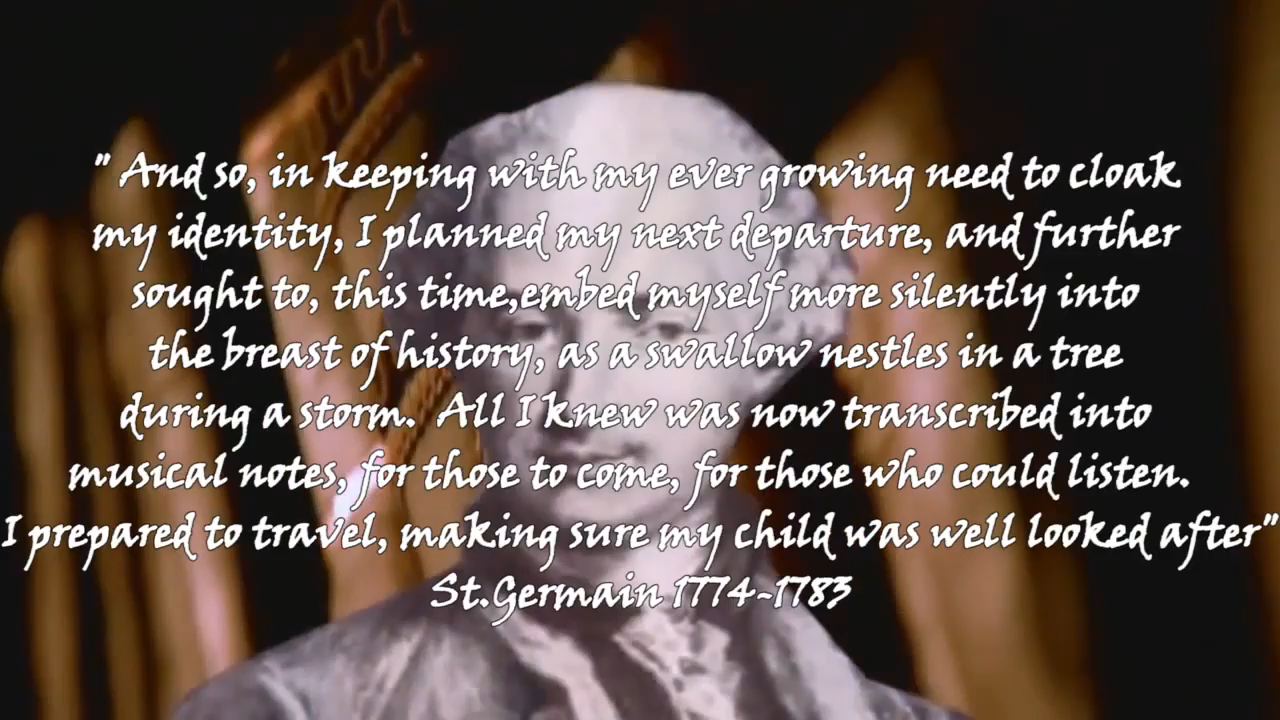 " And so, in keeping with my ever growing need to cloak
my identity, I planned my next departure, and further
sought to, this time,embed myself more silently into
the breast of history, as a swallow nestles in a tree
during a storm.  All I knew was now transcribed into
musical notes, for those to come, for those who could listen.
I prepared to travel, making sure my child was well looked after"
St.Germain 1774-1783